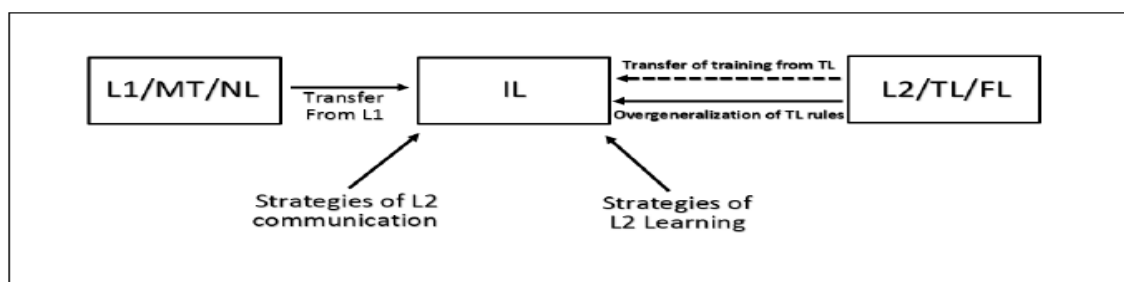 L1/MT/NL
Transfer
From L1
IL
Transfer of training from TL
Overgeneralization of TL rules
L2/TL/FL
Strategies of L2
communication
Strategies of
L2 Learning